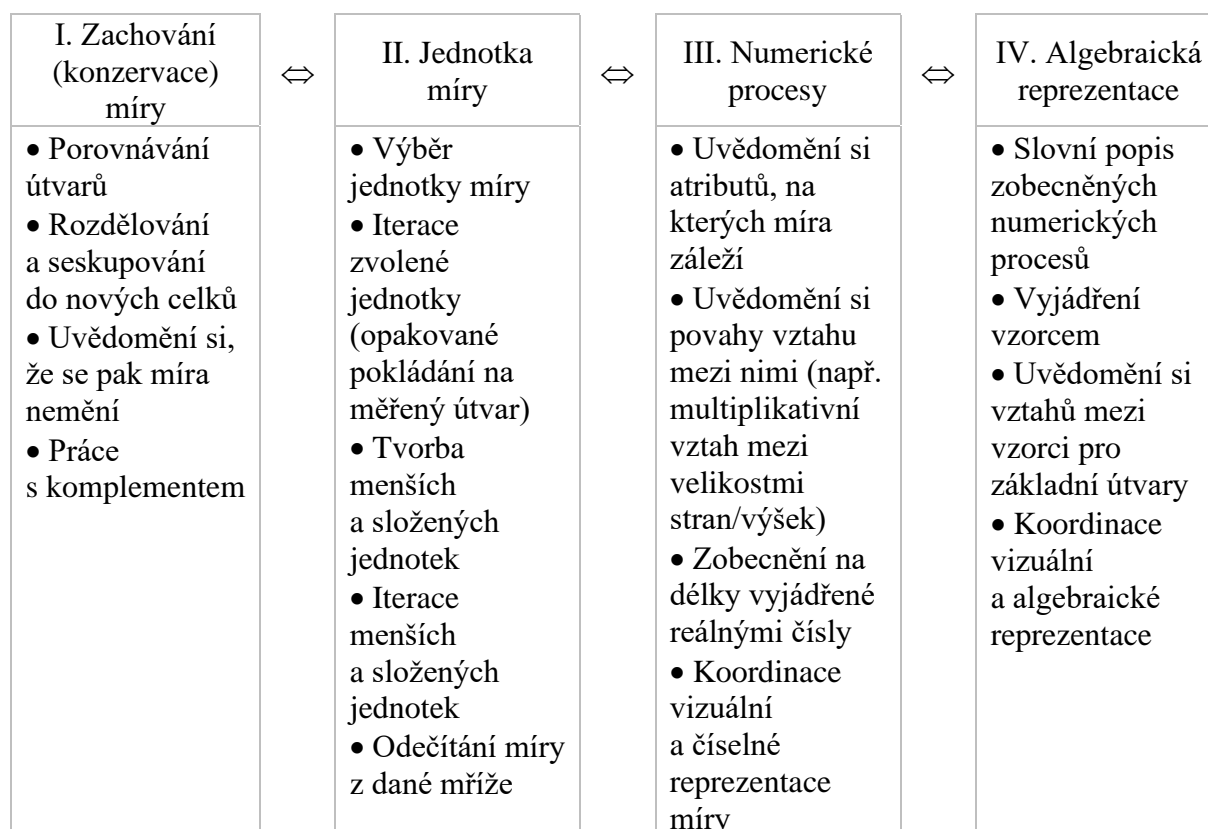 I. Zachování
(konzervace)
míry
⇔
II. Jednotka
míry
⇔
III. Numerické
procesy
⇔
IV. Algebraická
reprezentace
• Porovnávání
útvarů
• Rozdělování
a seskupování
do nových celků
• Uvědomění si,
že se pak míra
nemění
• Práce
s komplementem
• Výběr
jednotky míry
• Iterace
zvolené
jednotky
(opakované
pokládání na
měřený útvar)
• Tvorba
menších
a složených
jednotek
• Iterace
menších
a složených
jednotek
• Odečítání míry
z dané mříže
• Uvědomění si
atributů, na
kterých míra
záleží
• Uvědomění si
povahy vztahu
mezi nimi (např.
multiplikativní
vztah mezi
velikostmi
stran/výšek)
• Zobecnění na
délky vyjádřené
reálnými čísly
• Koordinace
vizuální
a číselné
reprezentace
míry
• Slovní popis
zobecněných
numerických
procesů
• Vyjádření
vzorcem
• Uvědomění si
vztahů mezi
vzorci pro
základní útvary
• Koordinace
vizuální
a algebraické
reprezentace